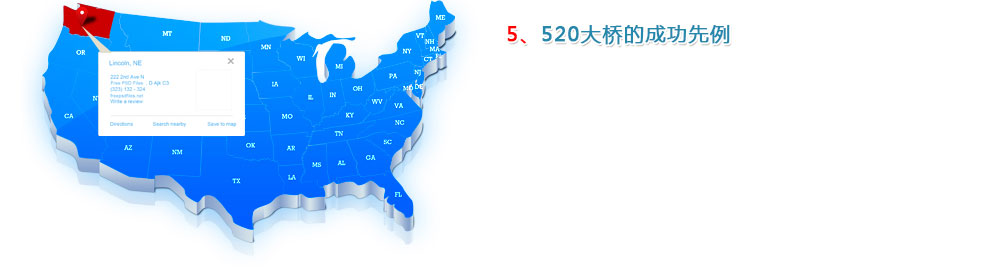 5、520大桥的成功先例
ME
MT
ND
VT
NH
MN
OR
NY
MA
WI
CT
MI
Lincoln, NE
PA
NJ
222 2nd Ave N
Free PSD Files , D Ajk C3
IA
OH
MD
DE
(323) 132 - 324
IL
IN
freepsdfiles.net
WV
VA
Write a review
CA
MO
KY
NC
Directions
Search nearby
Save to map
TN
SC
AZ
NM
OK
AR
GA
MS
AL
LA
TX
FL